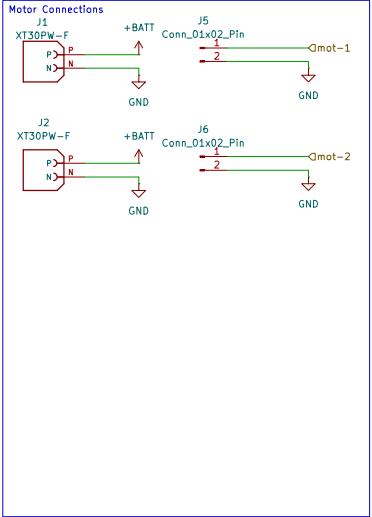 Motor Connections
J1
XT30PW-F
P
P
N
N
+BATT
GND
J5
Conn_01x02_Pin
1
2
mot-1
GND
J2
XT30PW-F
P
P
N
N
+BATT
GND
J6
Conn_01x02_Pin
1
2
mot-2
GND